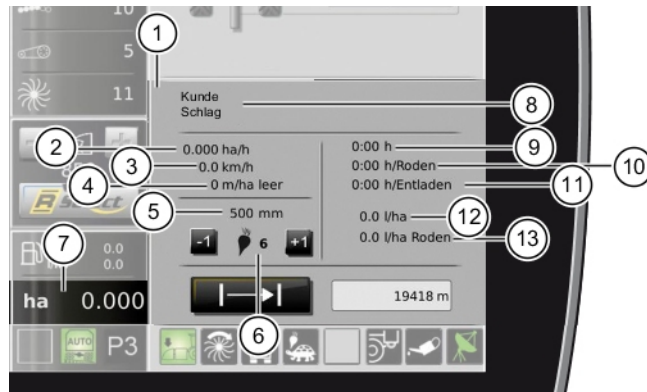 10
1
5
11
Kunde
Schlag
8
2
0.000 ha/h
0:00 h
9
3
0.0 km/h
0:00 h/Roden
10
4
0 m/ha leer
0:00 h/Entladen
11
5
500 mm
0.0 l/ha
12
7
0.0
0.0
-1
6
+1
0.0 l/ha Roden
13
ha 0.000
19418 m
6
AUTO
P3